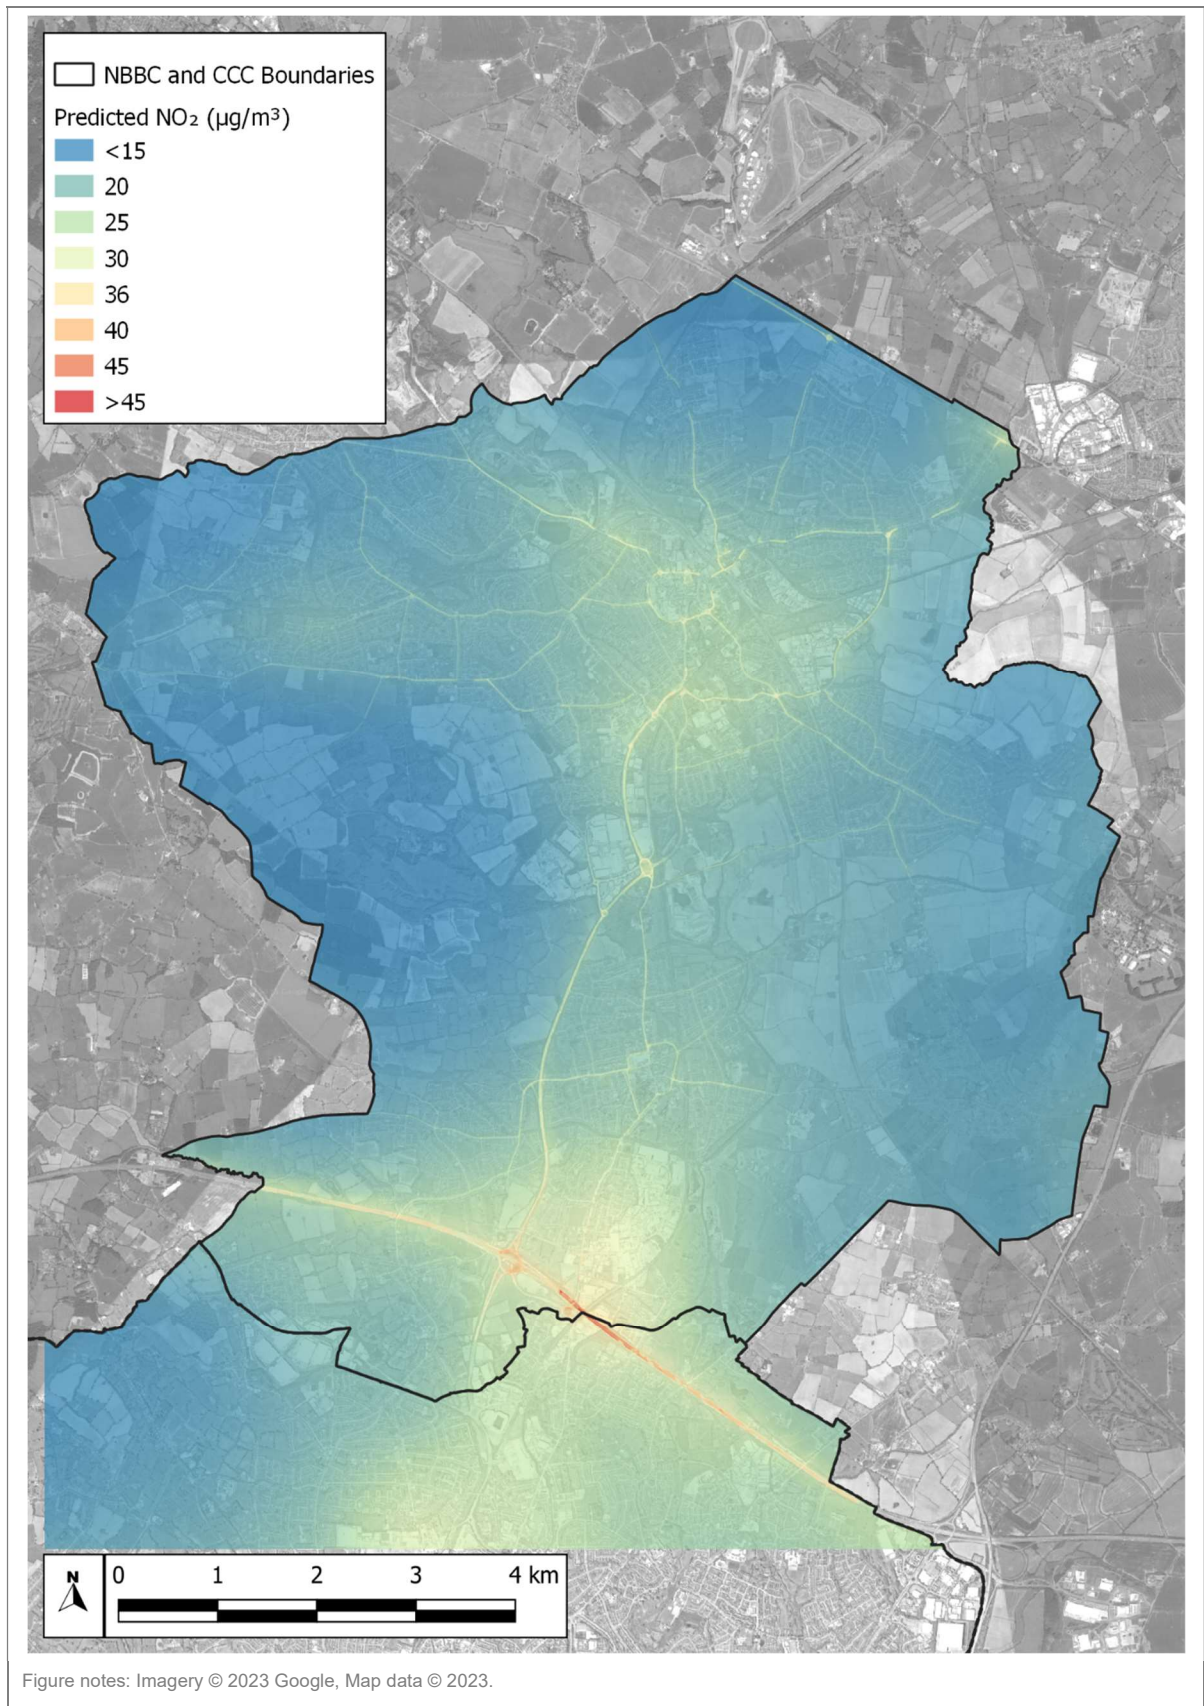 NBBC and CCC Boundaries
Predicted NO₂ (µg/m³)
<15
20
25
30
36
40
45
>45
N
0 1 2 3 4 km
Figure notes: Imagery © 2023 Google, Map data © 2023.